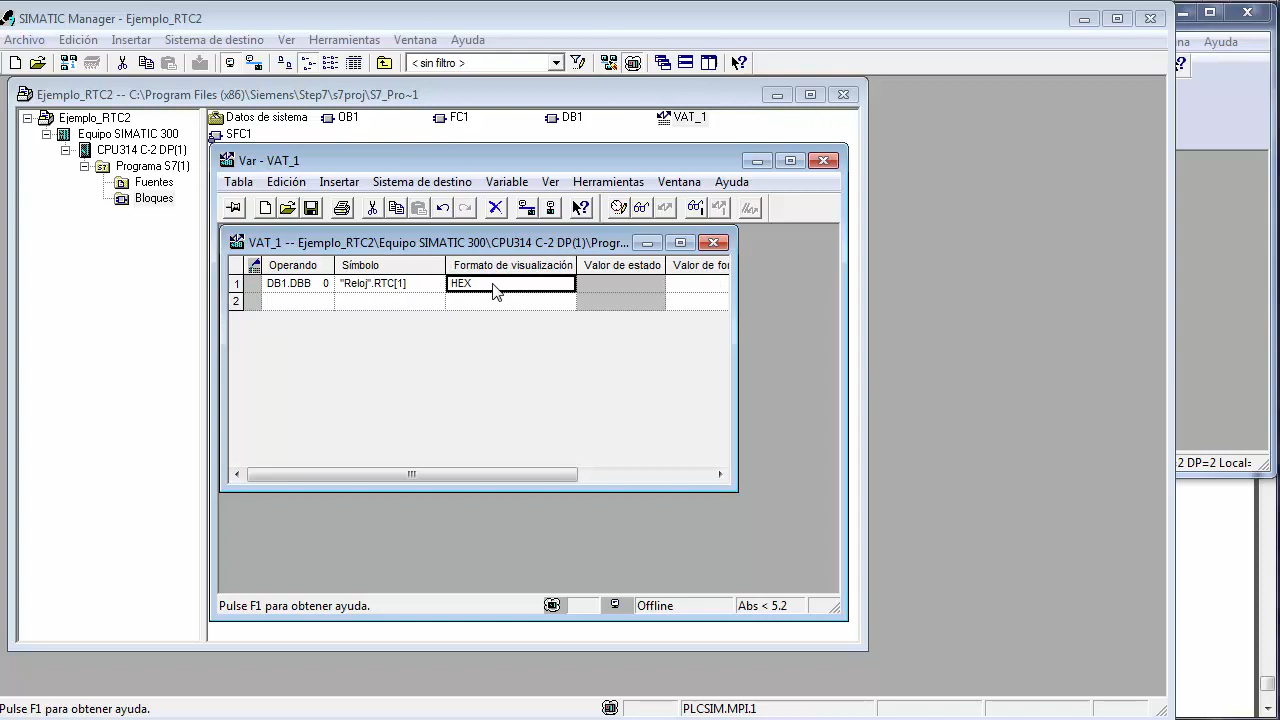 SIMATIC Manager - Ejemplo_RTC2
Archivo Edición Insertar Sistema de destino Ver Herramientas Ventana Ayuda
Ayuda
< sin filtro >
Ejemplo_RTC2 -- C:\Program Files (x86)\Siemens\Step7\s7proj\S7_Pro~1
Ejemplo_RTC2
Equipo SIMATIC 300
CPU314 C-2 DP(1)
Programa S7(1)
Fuentes
Bloques
Datos de sistema OB1 FC1 DB1 VAT_1
SFC1
Var - VAT_1
Tabla Edición Insertar Sistema de destino Variable Ver Herramientas Ventana Ayuda
VAT_1 -- Ejemplo_RTC2\Equipo SIMATIC 300\CPU314 C-2 DP(1)\Progr...
Operando Símbolo Formato de visualización Valor de estado Valor de for
1 DB1.DBB 0 "Reloj".RTC[1] HEX
2
Pulse F1 para obtener ayuda. Offline Abs < 5.2
2 DP=2 Local=
Pulse F1 para obtener ayuda. PLCSIM.MPI.1